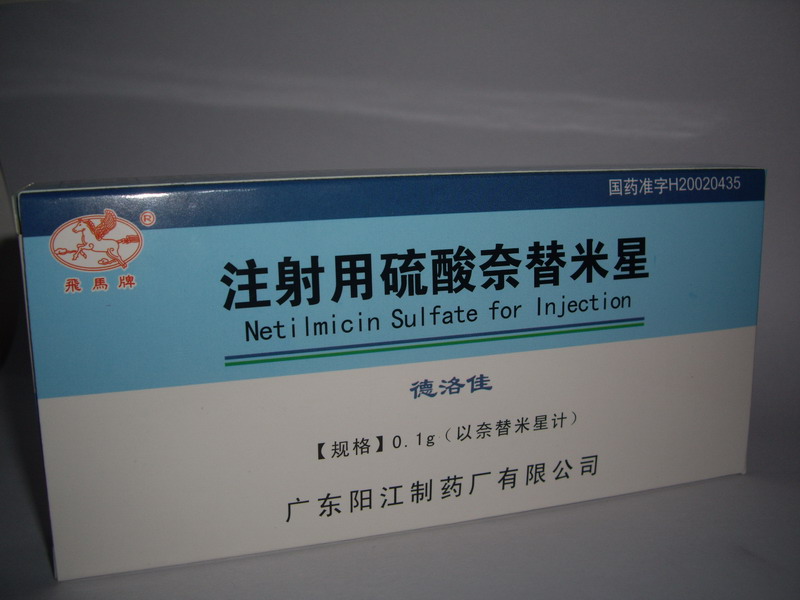 国药准字H20020435
®
飛馬牌
注射用硫酸奈替米星
Netilmicin Sulfate for Injection
德洛佳
【规格】0.1g(以奈替米星计)
广东阳江制药厂有限公司